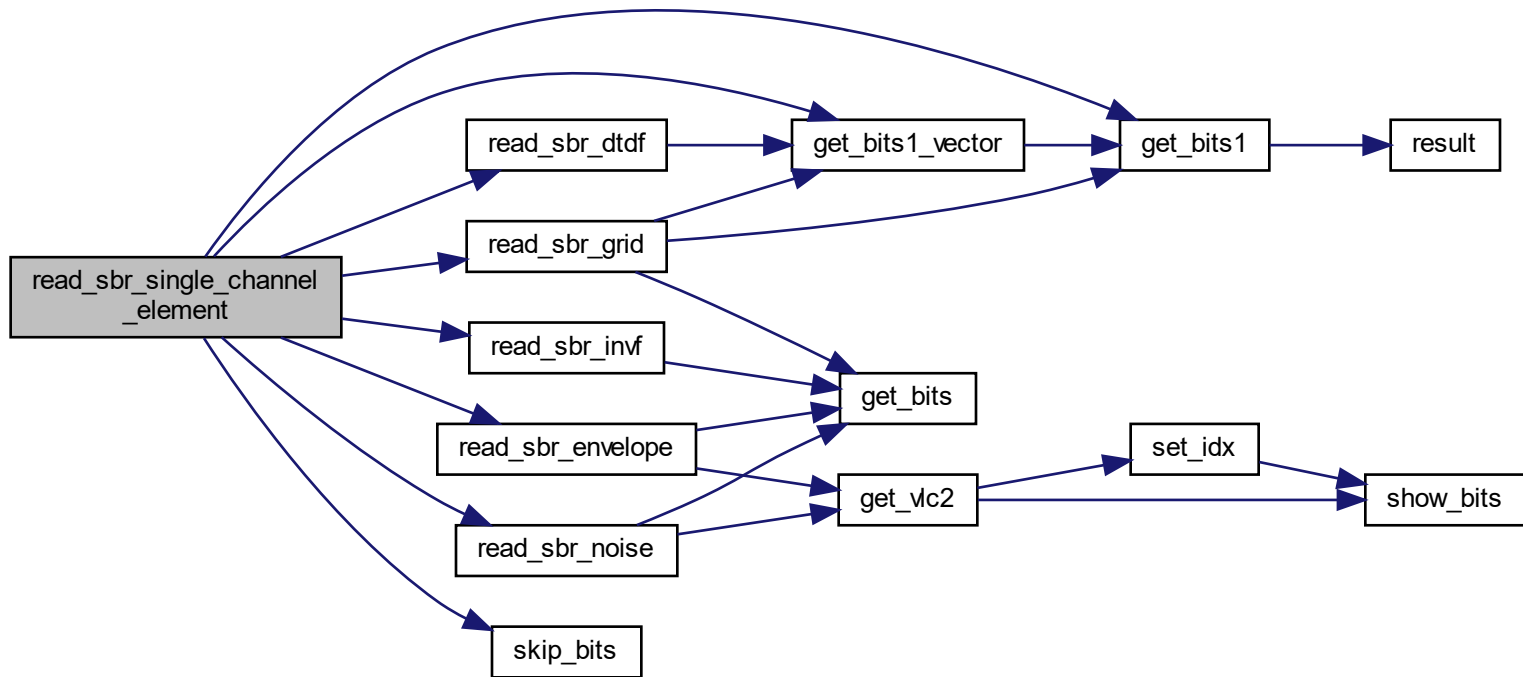 read_sbr_single_channel
_element
read_sbr_dtdf
read_sbr_grid
read_sbr_invf
read_sbr_envelope
read_sbr_noise
skip_bits
get_bits1_vector
get_bits
get_vlc2
get_bits1
set_idx
result
show_bits